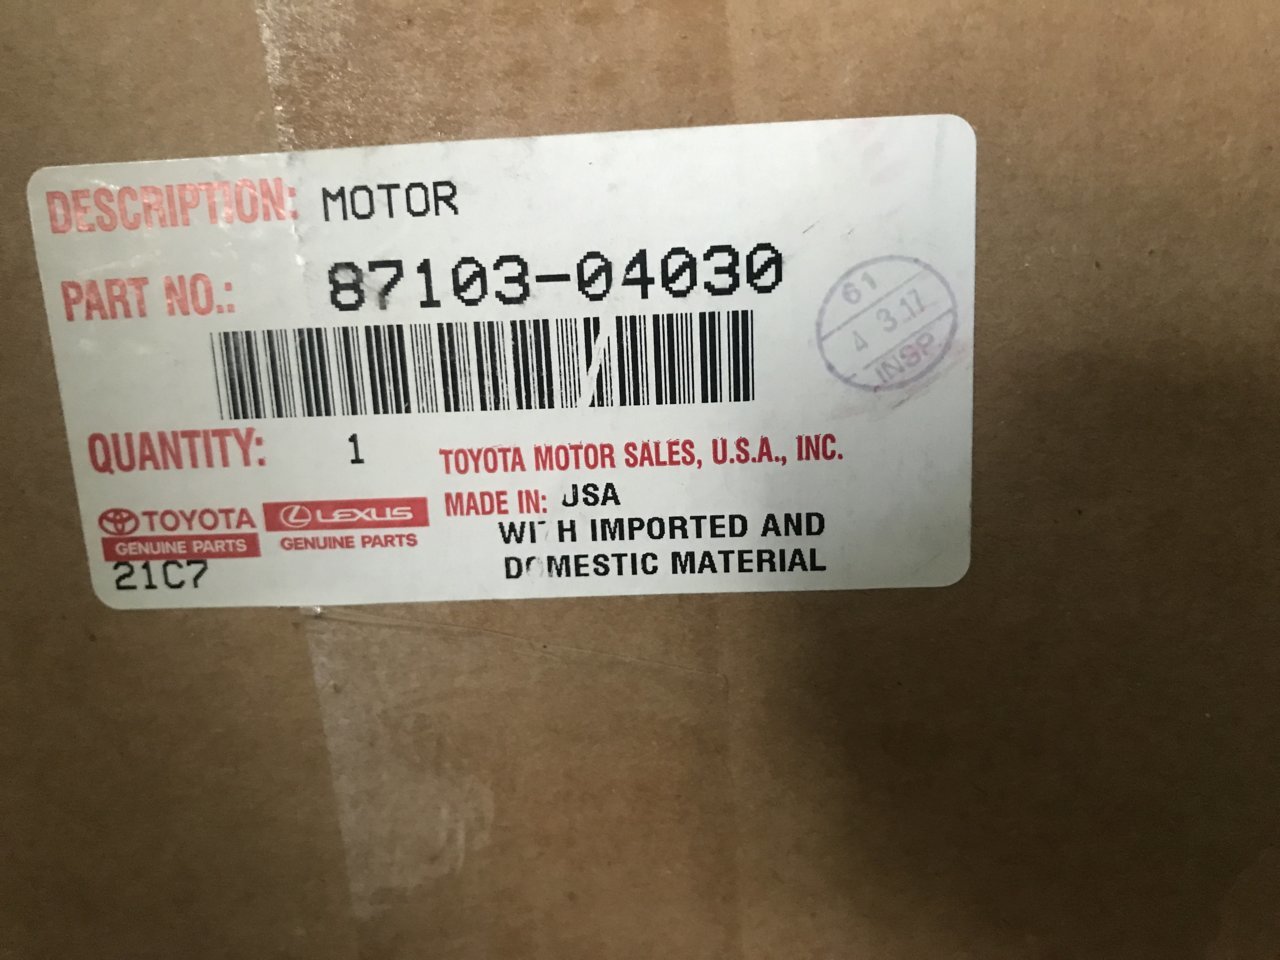 DESCRIPTION: MOTOR
PART NO.: 87103-04030
61
4 3.17
INSP
QUANTITY: 1
TOYOTA MOTOR SALES, U.S.A., INC.
MADE IN: USA
WITH IMPORTED AND
DOMESTIC MATERIAL
TOYOTA
GENUINE PARTS
LEXUS
GENUINE PARTS
21C7